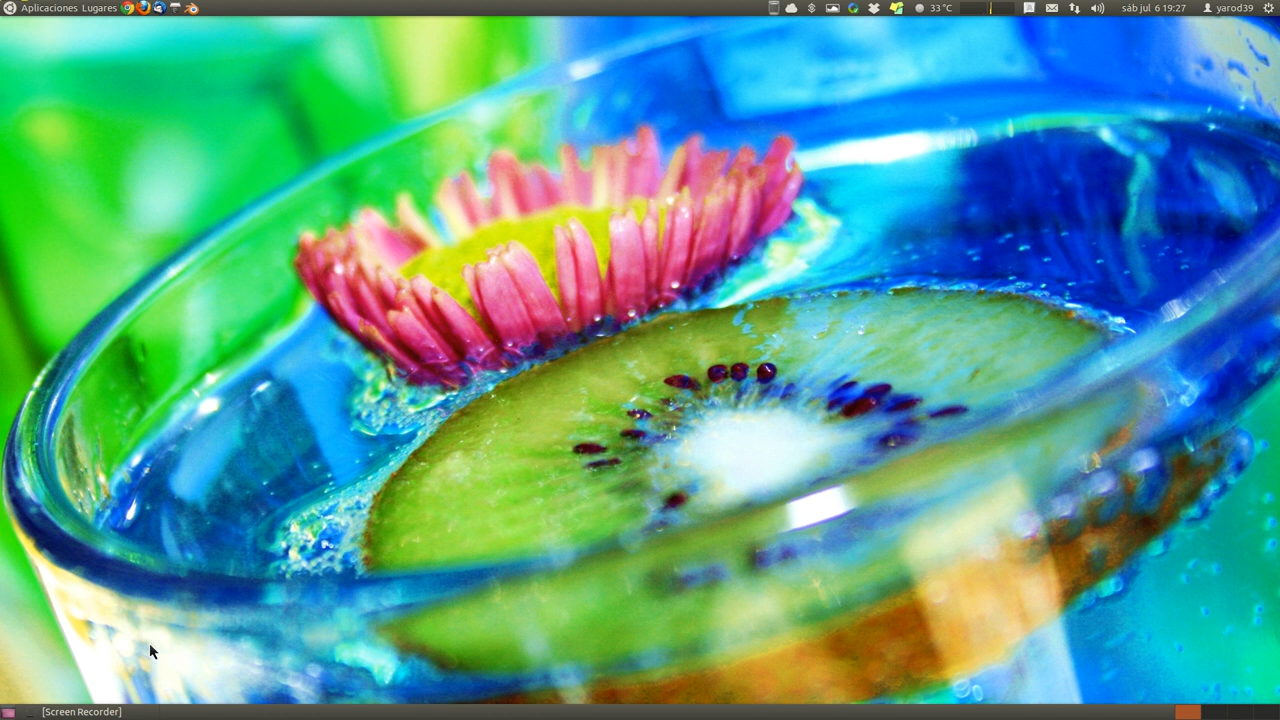 Aplicaciones Lugares 33 °C sáb jul 6 19:27 yarod39
[Screen Recorder]